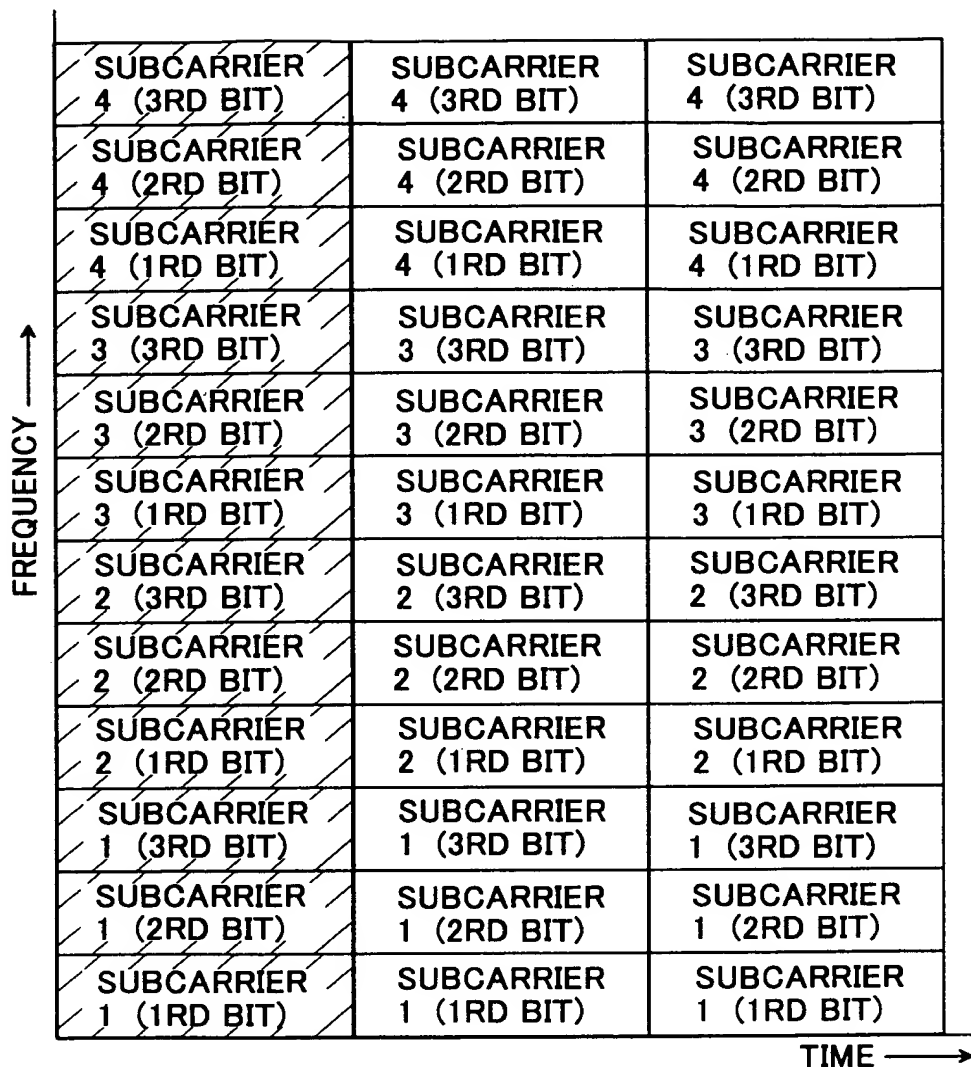 SUBCARRIER SUBCARRIER SUBCARRIER
4 (3RD BIT) 4 (3RD BIT) 4 (3RD BIT)
SUBCARRIER SUBCARRIER SUBCARRIER
4 (2RD BIT) 4 (2RD BIT) 4 (2RD BIT)
SUBCARRIER SUBCARRIER SUBCARRIER
4 (1RD BIT) 4 (1RD BIT) 4 (1RD BIT)
SUBCARRIER SUBCARRIER SUBCARRIER
3 (3RD BIT) 3 (3RD BIT) 3 (3RD BIT)
SUBCARRIER SUBCARRIER SUBCARRIER
3 (2RD BIT) 3 (2RD BIT) 3 (2RD BIT)
SUBCARRIER SUBCARRIER SUBCARRIER
3 (1RD BIT) 3 (1RD BIT) 3 (1RD BIT)
SUBCARRIER SUBCARRIER SUBCARRIER
2 (3RD BIT) 2 (3RD BIT) 2 (3RD BIT)
SUBCARRIER SUBCARRIER SUBCARRIER
2 (2RD BIT) 2 (2RD BIT) 2 (2RD BIT)
SUBCARRIER SUBCARRIER SUBCARRIER
2 (1RD BIT) 2 (1RD BIT) 2 (1RD BIT)
SUBCARRIER SUBCARRIER SUBCARRIER
1 (3RD BIT) 1 (3RD BIT) 1 (3RD BIT)
SUBCARRIER SUBCARRIER SUBCARRIER
1 (2RD BIT) 1 (2RD BIT) 1 (2RD BIT)
SUBCARRIER SUBCARRIER SUBCARRIER
1 (1RD BIT) 1 (1RD BIT) 1 (1RD BIT)
FREQUENCY
TIME